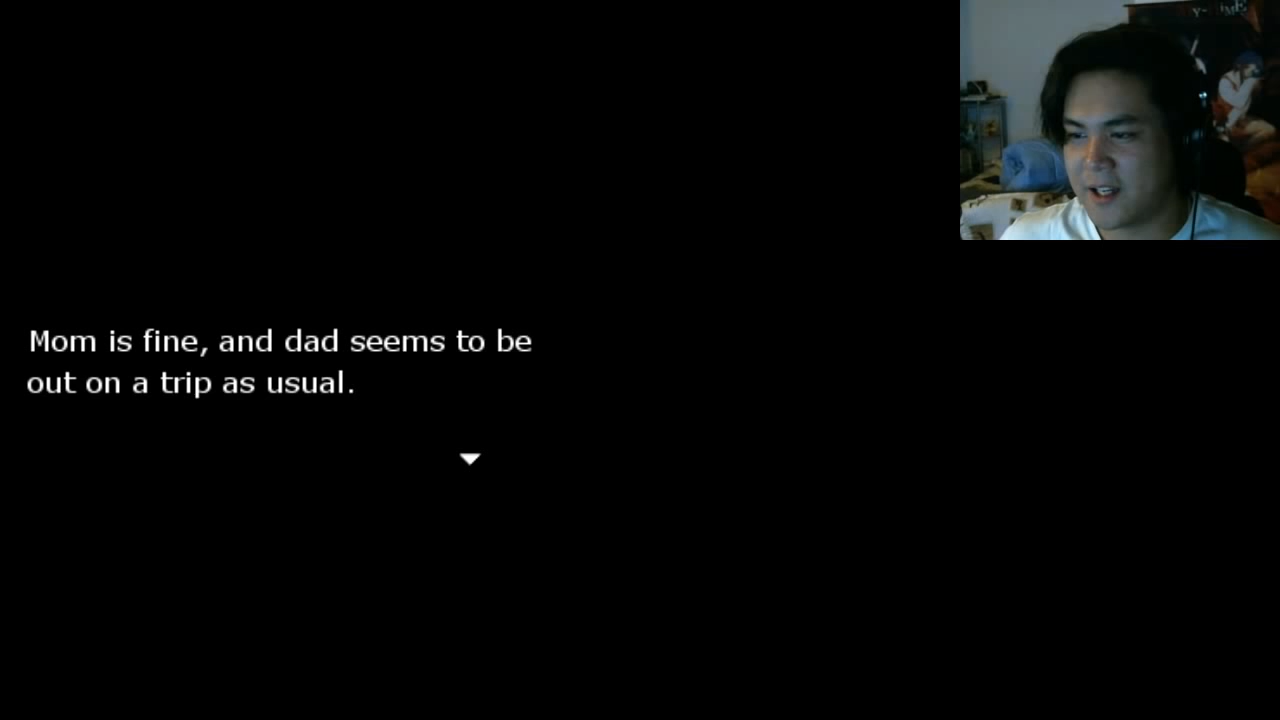 Mom is fine, and dad seems to be
out on a trip as usual.